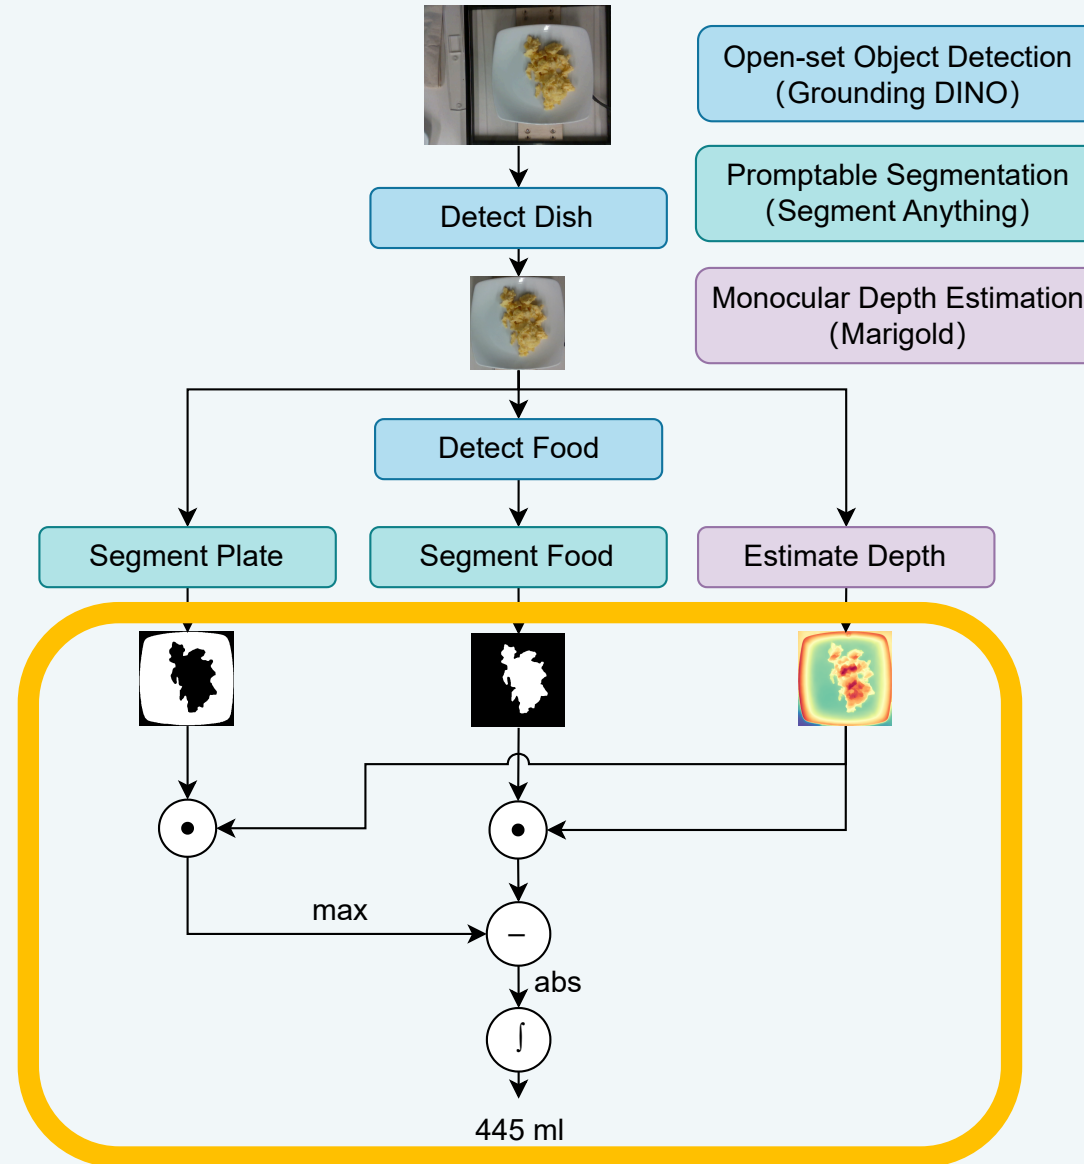 Open-set Object Detection
(Grounding DINO)
Promptable Segmentation
(Segment Anything)
Monocular Depth Estimation
(Marigold)
Detect Dish
Detect Food
Segment Plate
Segment Food
Estimate Depth
max
−
abs
∫
445 ml